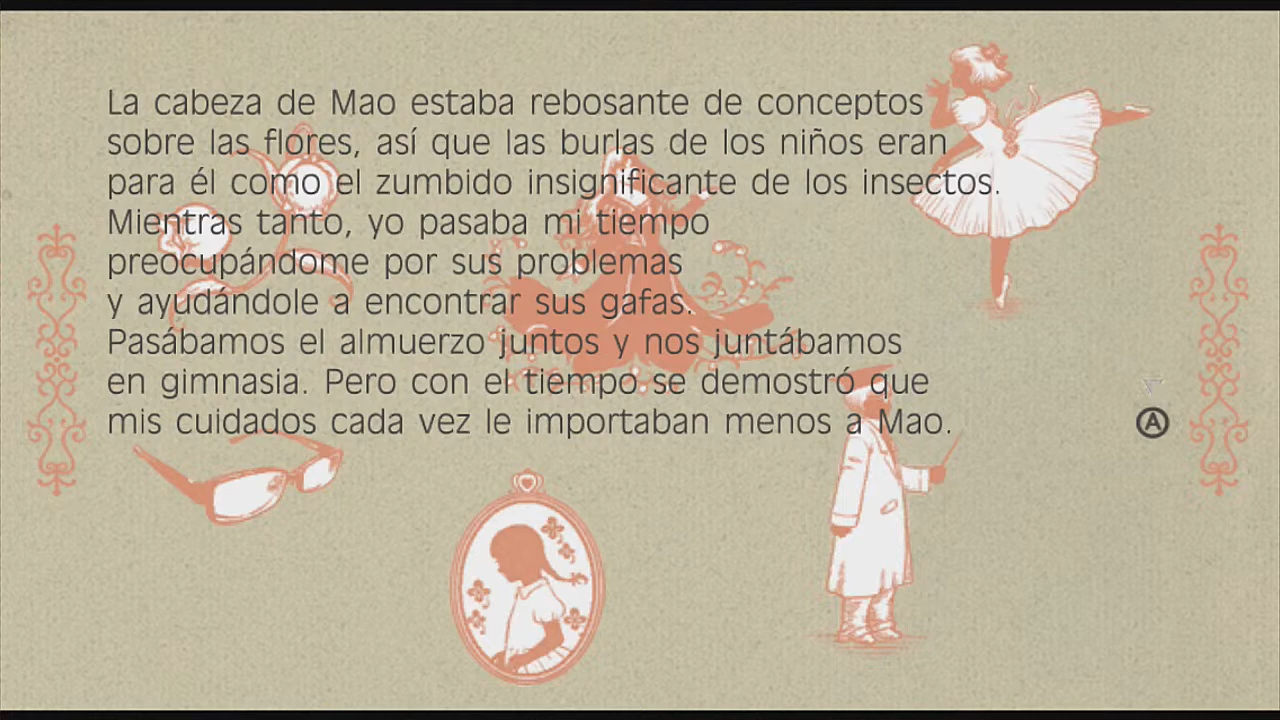 La cabeza de Mao estaba rebosante de conceptos
sobre las flores, así que las burlas de los niños eran
para él como el zumbido insignificante de los insectos.
Mientras tanto, yo pasaba mi tiempo
preocupándome por sus problemas
y ayudándole a encontrar sus gafas.
Pasábamos el almuerzo juntos y nos juntábamos
en gimnasia. Pero con el tiempo se demostró que
mis cuidados cada vez le importaban menos a Mao.
A